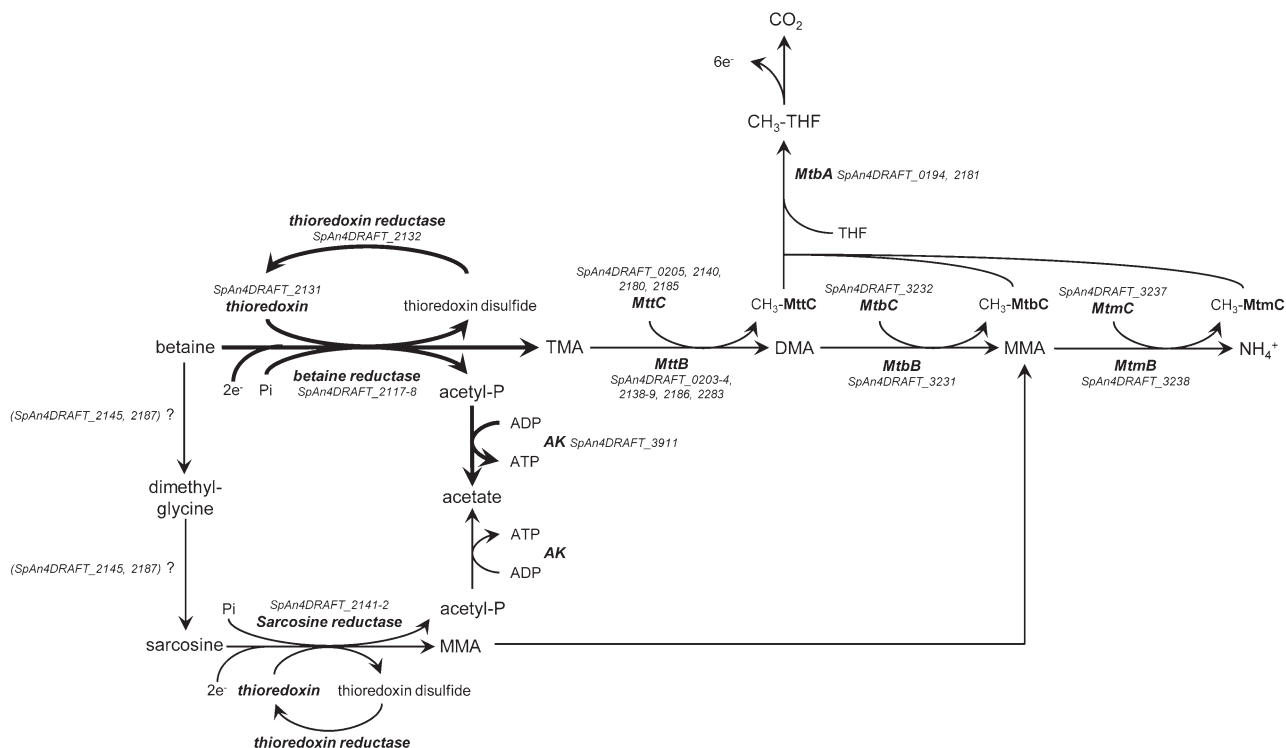 CO2
6e-
CH3-THF
MtbA SpAn4DRAFT_0194, 2181
THF
thioredoxin reductase
SpAn4DRAFT_2132
SpAn4DRAFT_2131
thioredoxin
thioredoxin disulfide
SpAn4DRAFT_0205, 2140,
2180, 2185
MttC
CH3-MttC
SpAn4DRAFT_3232
MtbC
CH3-MtbC
SpAn4DRAFT_3237
MtmC
CH3-MtmC
betaine
TMA
DMA
MMA
NH4+
2e-
Pi
betaine reductase
SpAn4DRAFT_2117-8
acetyl-P
MttB
SpAn4DRAFT_0203-4,
2138-9, 2186, 2283
MtbB
SpAn4DRAFT_3231
MtmB
SpAn4DRAFT_3238
(SpAn4DRAFT_2145, 2187) ?
ADP
AK SpAn4DRAFT_3911
ATP
dimethyl-
glycine
acetate
ATP
AK
ADP
(SpAn4DRAFT_2145, 2187) ?
Pi
SpAn4DRAFT_2141-2
Sarcosine reductase
acetyl-P
sarcosine
MMA
2e-
thioredoxin
thioredoxin disulfide
thioredoxin reductase